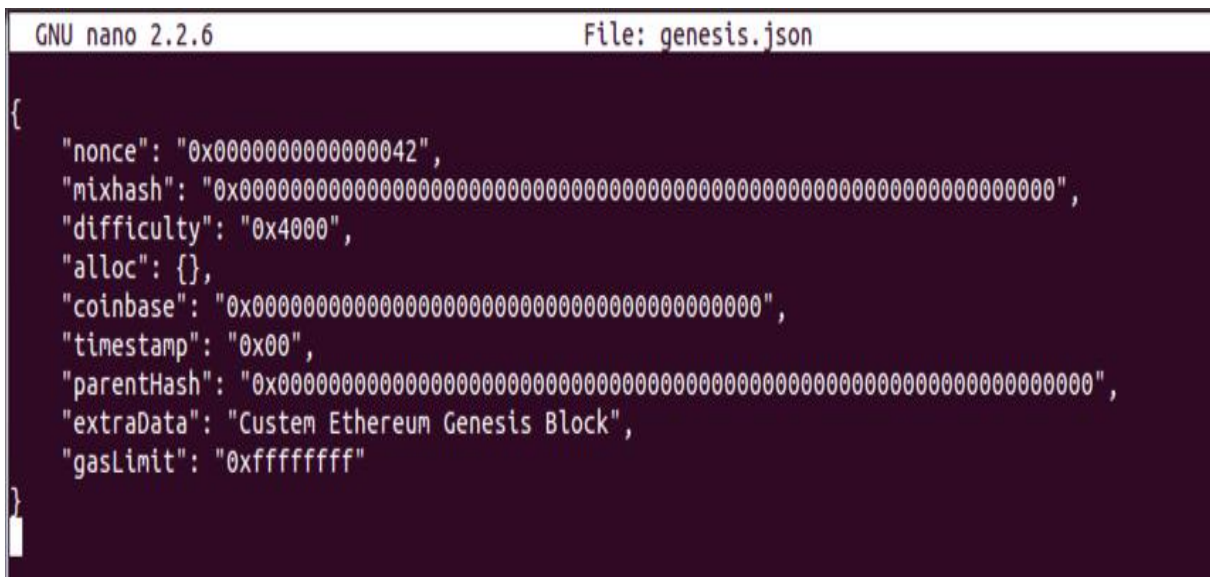 GNU nano 2.2.6 File: genesis.json
{
"nonce": "0x0000000000000042",
"mixhash": "0x0000000000000000000000000000000000000000000000000000000000000000",
"difficulty": "0x4000",
"alloc": {},
"coinbase": "0x0000000000000000000000000000000000000000",
"timestamp": "0x00",
"parentHash": "0x0000000000000000000000000000000000000000000000000000000000000000",
"extraData": "Custem Ethereum Genesis Block",
"gasLimit": "0xffffffff"
}